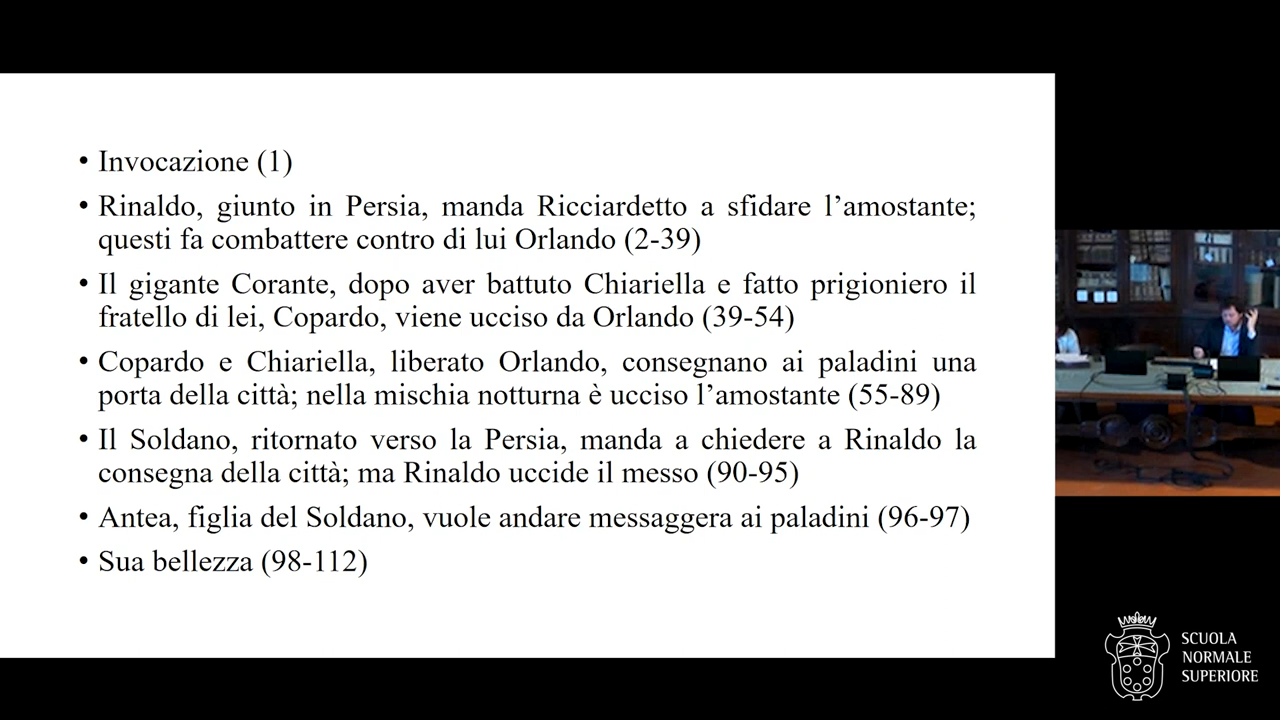 • Invocazione (1)
• Rinaldo, giunto in Persia, manda Ricciardetto a sfidare l’amostante;
questi fa combattere contro di lui Orlando (2-39)
• Il gigante Corante, dopo aver battuto Chiariella e fatto prigioniero il
fratello di lei, Copardo, viene ucciso da Orlando (39-54)
• Copardo e Chiariella, liberato Orlando, consegnano ai paladini una
porta della città; nella mischia notturna è ucciso l’amostante (55-89)
• Il Soldano, ritornato verso la Persia, manda a chiedere a Rinaldo la
consegna della città; ma Rinaldo uccide il messo (90-95)
• Antea, figlia del Soldano, vuole andare messaggera ai paladini (96-97)
• Sua bellezza (98-112)
SCUOLA
NORMALE
SUPERIORE